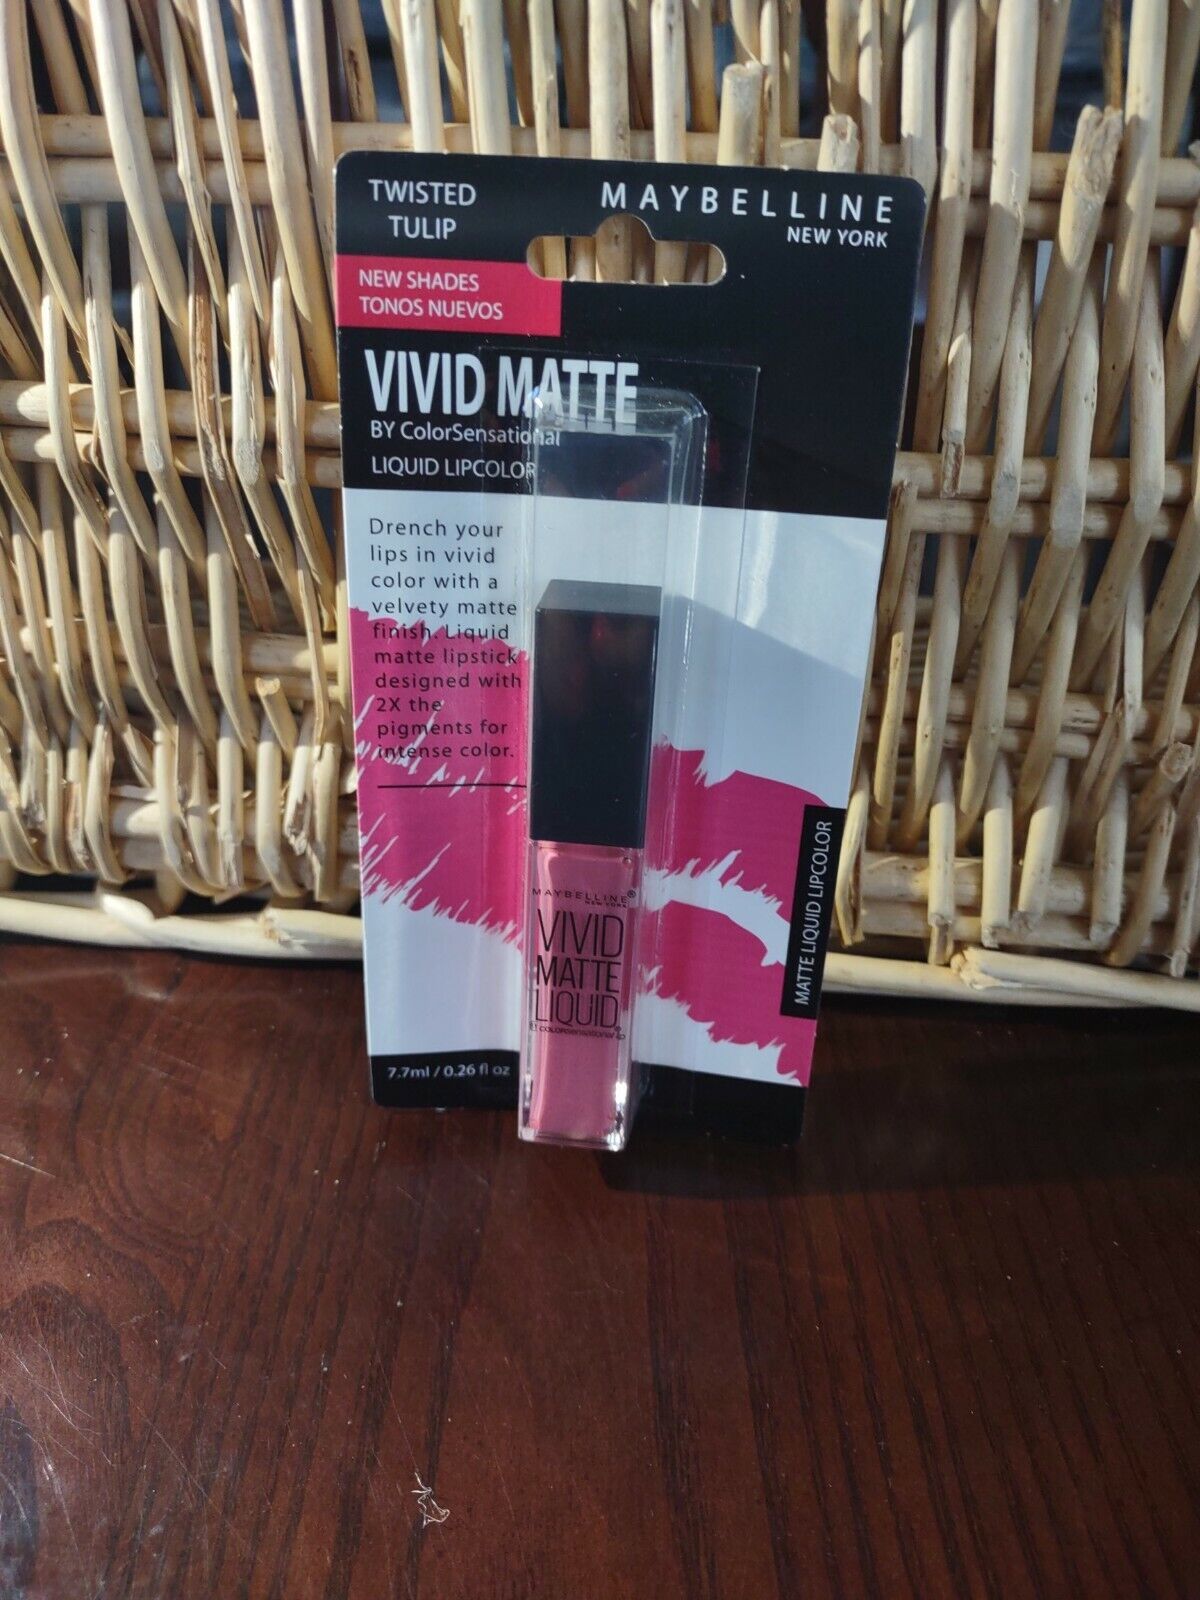 TWISTED
TULIP
MAYBELLINE
NEW YORK
NEW SHADES
TONOS NUEVOS
VIVID MATTE
BY ColorSensational
LIQUID LIPCOLOR
Drench your
lips in vivid
color with a
velvety matte
finish. Liquid
matte lipstick
designed with
2X the
pigments for
intense color.
MATTE LIQUID LIPCOLOR
MAYBELLINE®
NEW YORK
VIVID
MATTE
LIQUID
7.7ml / 0.26 fl oz